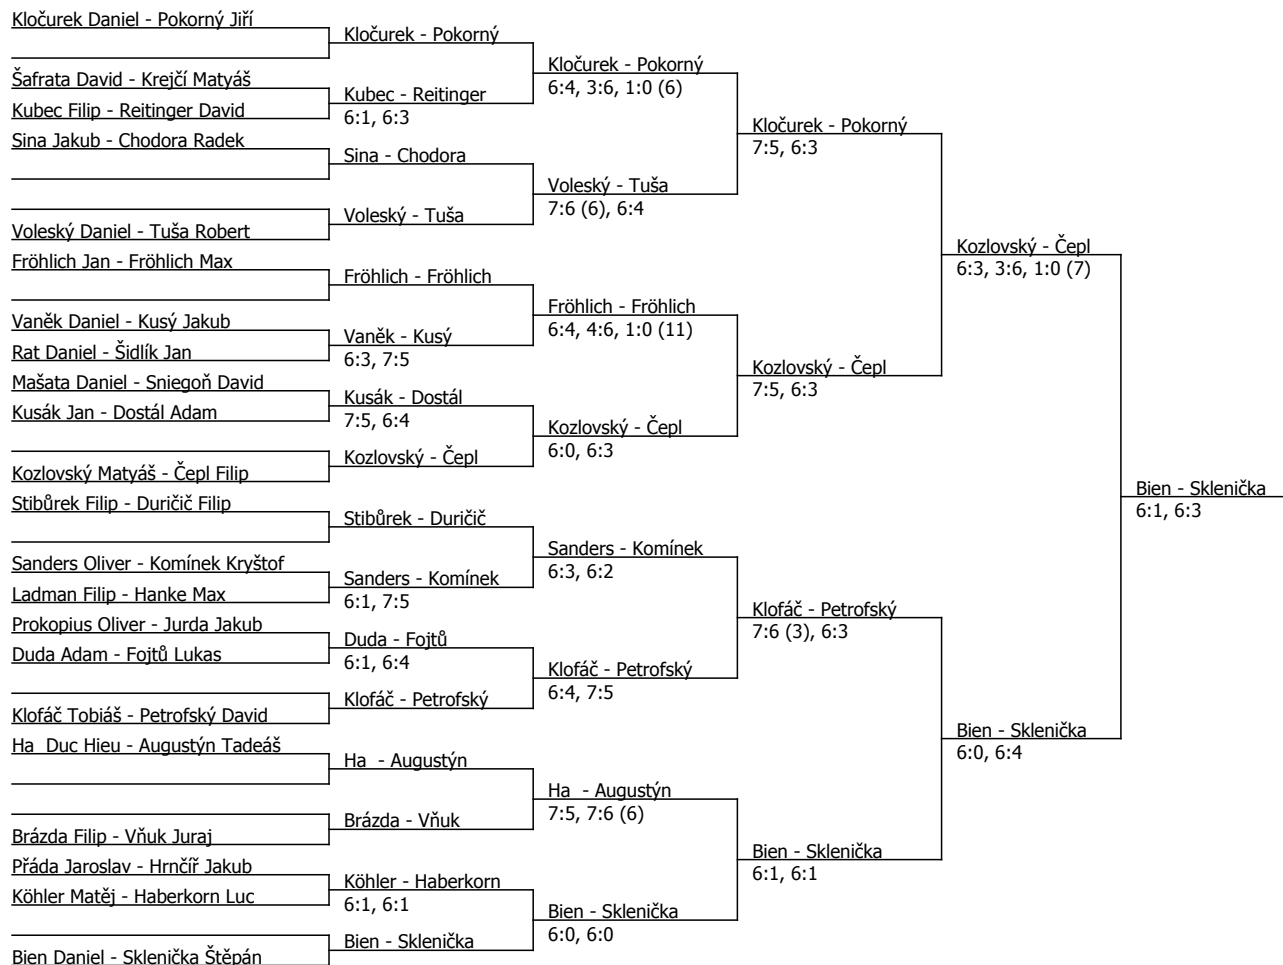 Kločurek Daniel - Pokorný Jiří
Šafrata David - Krejčí Matyáš
Kubec Filip - Reitinger David
Sina Jakub - Chodora Radek
Voleský Daniel - Tuša Robert
Fröhlich Jan - Fröhlich Max
Vaněk Daniel - Kusý Jakub
Rat Daniel - Šidlík Jan
Mašata Daniel - Sniegoň David
Kusák Jan - Dostál Adam
Kozlovský Matyáš - Čepl Filip
Stibůrek Filip - Duričič Filip
Sanders Oliver - Komínek Kryštof
Ladman Filip - Hanke Max
Prokopius Oliver - Jurda Jakub
Duda Adam - Fojtů Lukas
Klofáč Tobiáš - Petrofský David
Ha  Duc Hieu - Augustýn Tadeáš
Brázda Filip - Vňuk Juraj
Přáda Jaroslav - Hrnčíř Jakub
Köhler Matěj - Haberkorn Luc
Bien Daniel - Sklenička Štěpán
Kločurek - Pokorný
Kubec - Reitinger
6:1, 6:3
Sina - Chodora
Voleský - Tuša
Fröhlich - Fröhlich
Vaněk - Kusý
6:3, 7:5
Kusák - Dostál
7:5, 6:4
Kozlovský - Čepl
Stibůrek - Duričič
Sanders - Komínek
6:1, 7:5
Duda - Fojtů
6:1, 6:4
Klofáč - Petrofský
Ha  - Augustýn
Brázda - Vňuk
Köhler - Haberkorn
6:1, 6:1
Bien - Sklenička
Kločurek - Pokorný
6:4, 3:6, 1:0 (6)
Voleský - Tuša
7:6 (6), 6:4
Fröhlich - Fröhlich
6:4, 4:6, 1:0 (11)
Kozlovský - Čepl
6:0, 6:3
Sanders - Komínek
6:3, 6:2
Klofáč - Petrofský
6:4, 7:5
Ha  - Augustýn
7:5, 7:6 (6)
Bien - Sklenička
6:0, 6:0
Kločurek - Pokorný
7:5, 6:3
Kozlovský - Čepl
7:5, 6:3
Klofáč - Petrofský
7:6 (3), 6:3
Bien - Sklenička
6:1, 6:1
Kozlovský - Čepl
6:3, 3:6, 1:0 (7)
Bien - Sklenička
6:0, 6:4
Bien - Sklenička
6:1, 6:3